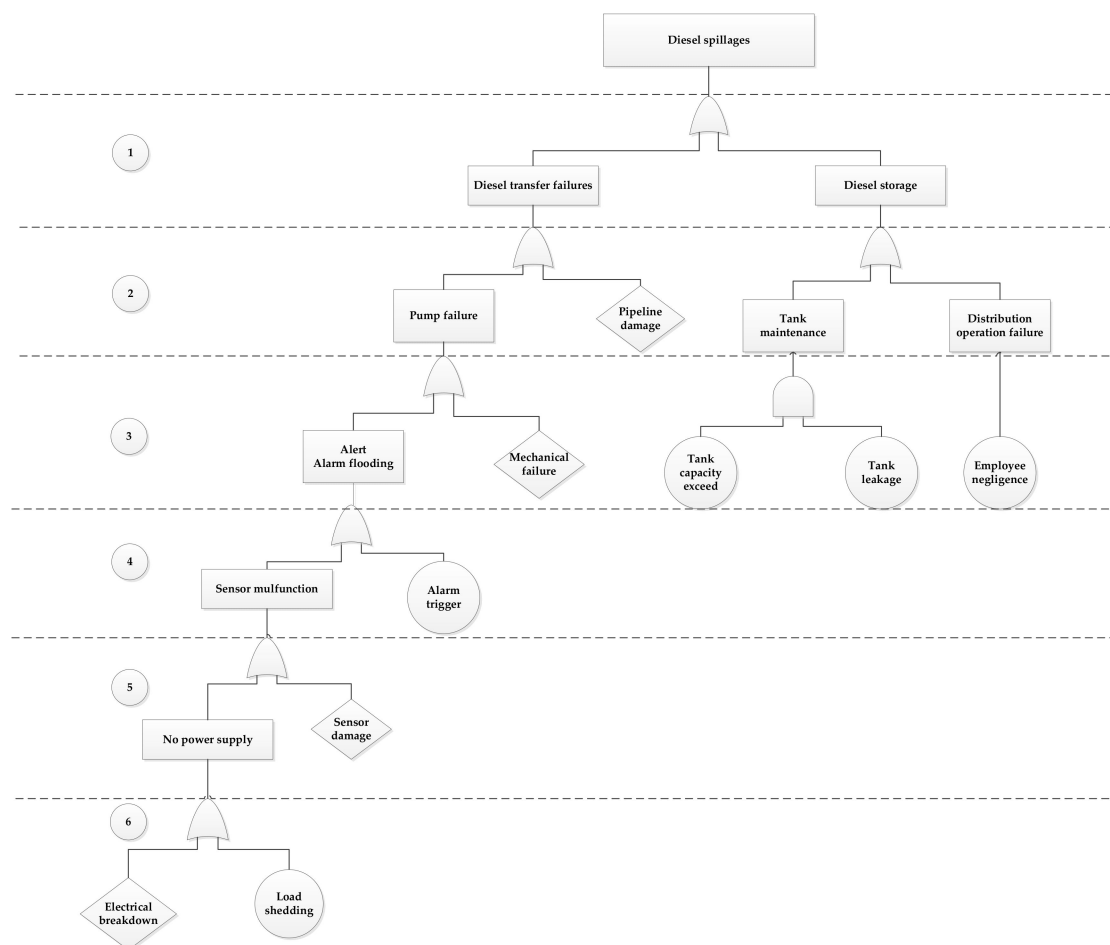 Diesel spillages
1
Diesel transfer failures
Diesel storage
2
Pump failure
Pipeline
damage
Tank
maintenance
Distribution
operation failure
3
Alert
Alarm flooding
Mechanical
failure
Tank
capacity
exceed
Tank
leakage
Employee
negligence
4
Sensor mulfunction
Alarm
trigger
5
No power supply
Sensor
damage
6
Electrical
breakdown
Load
shedding